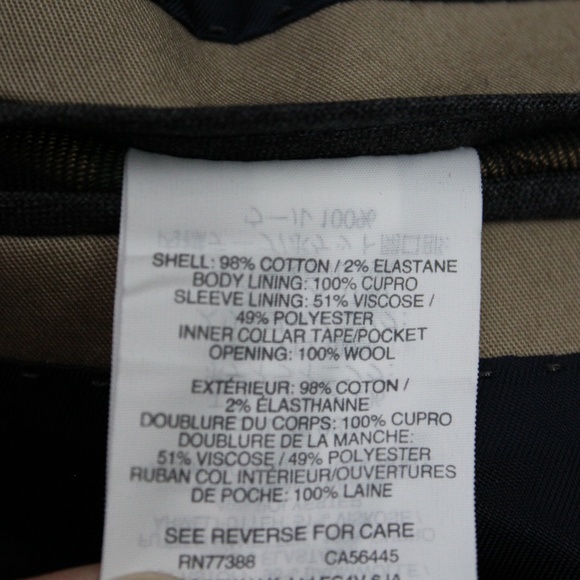 SHELL: 98% COTTON / 2% ELASTANE
BODY LINING: 100% CUPRO
SLEEVE LINING: 51% VISCOSE /
49% POLYESTER
INNER COLLAR TAPE/POCKET
OPENING: 100% WOOL
EXTÉRIEUR: 98% COTON /
2% ÉLASTHANNE
DOUBLURE DU CORPS: 100% CUPRO
DOUBLURE DE LA MANCHE:
51% VISCOSE / 49% POLYESTER
RUBAN COL INTÉRIEUR/OUVERTURES
DE POCHE: 100% LAINE
SEE REVERSE FOR CARE
RN77388 CA56445